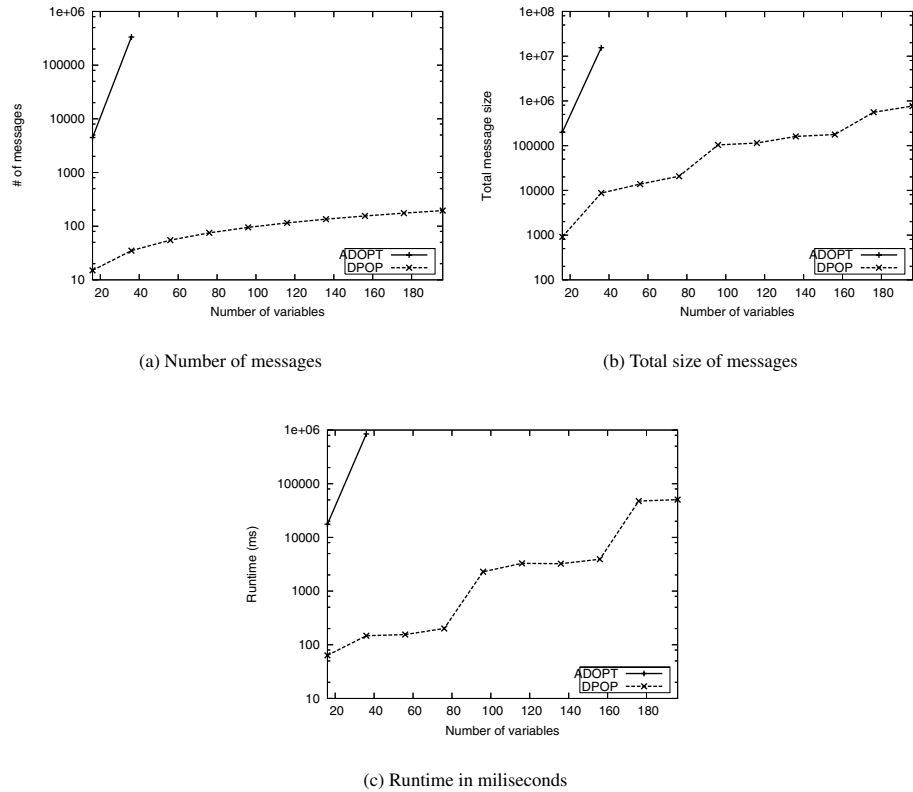 1e+06
100000
10000
1000
100
10
# of messages
20 40 60 80 100 120 140 160 180
Number of variables
ADOPT
DPOP
(a) Number of messages
1e+08
1e+07
1e+06
100000
10000
1000
100
Total message size
20 40 60 80 100 120 140 160 180
Number of variables
ADOPT
DPOP
(b) Total size of messages
1e+06
100000
10000
1000
100
10
Runtime (ms)
20 40 60 80 100 120 140 160 180
Number of variables
ADOPT
DPOP
(c) Runtime in miliseconds